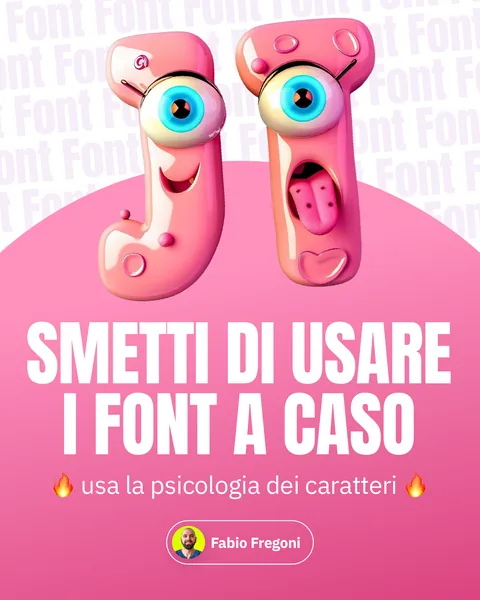 SMETTI DI USARE
I FONT A CASO
🔥 usa la psicologia dei caratteri 🔥
Fabio Fregoni